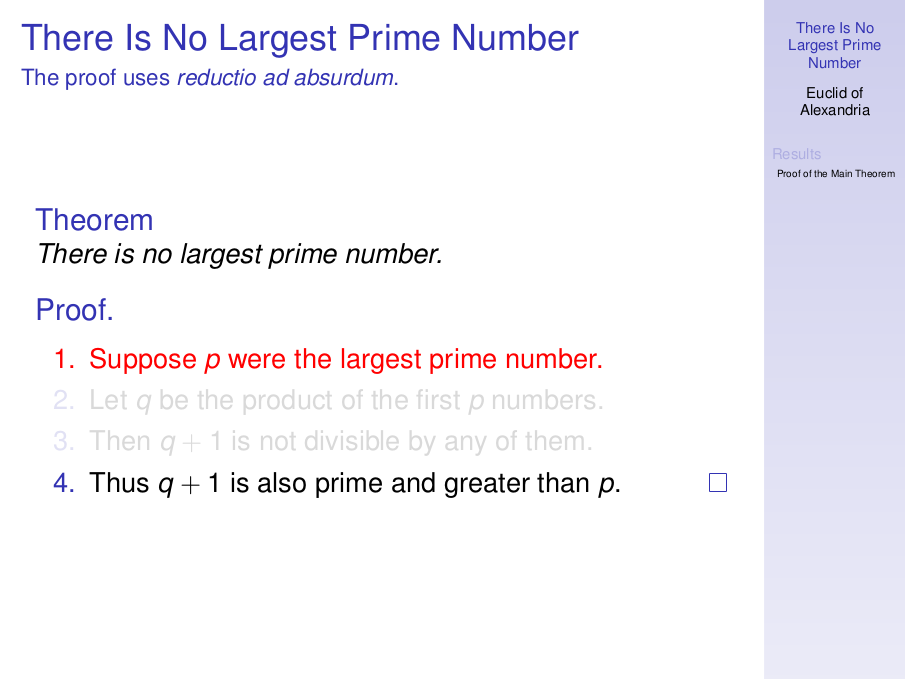 There Is No Largest Prime Number
The proof uses reductio ad absurdum.
Theorem
There is no largest prime number.
Proof.
1. Suppose p were the largest prime number.
2. Let q be the product of the first p numbers.
3. Then q + 1 is not divisible by any of them.
4. Thus q + 1 is also prime and greater than p. □
There Is No
Largest Prime
Number
Euclid of
Alexandria
Results
Proof of the Main Theorem